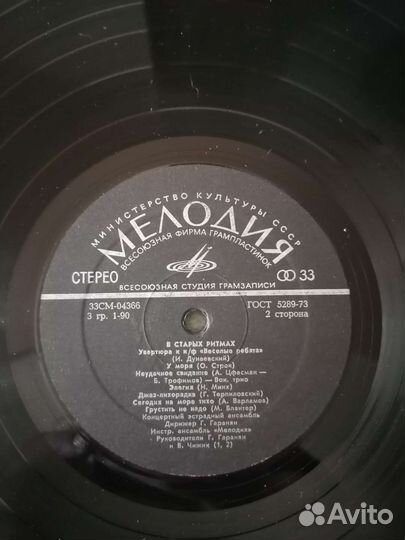 МИНИСТЕРСТВО КУЛЬТУРЫ СССР
МЕЛОДИЯ
ВСЕСОЮЗНАЯ ФИРМА ГРАМПЛАСТИНОК
СТЕРЕО 33
ВСЕСОЮЗНАЯ СТУДИЯ ГРАМЗАПИСИ
33СМ-04366 ГОСТ 5289-73
3 гр. 1-90 2 сторона
В СТАРЫХ РИТМАХ
Увертюра к к/ф «Веселые ребята»
(И. Дунаевский)
У моря (О. Строк)
Неудачное свидание (А. Цфасман —
Б. Трофимов) — Вок. трио
Элегия (Н. Минх)
Джаз-лихорадка (Г. Терпиловский)
Сегодня на море тихо (А. Варламов)
Грустить не надо (М. Блантер)
Концертный эстрадный ансамбль
Дирижер Г. Гаранян
Инстр. ансамбль «Мелодия»
Руководители Г. Гаранян
и В. Чижик (1, 2)
Avito